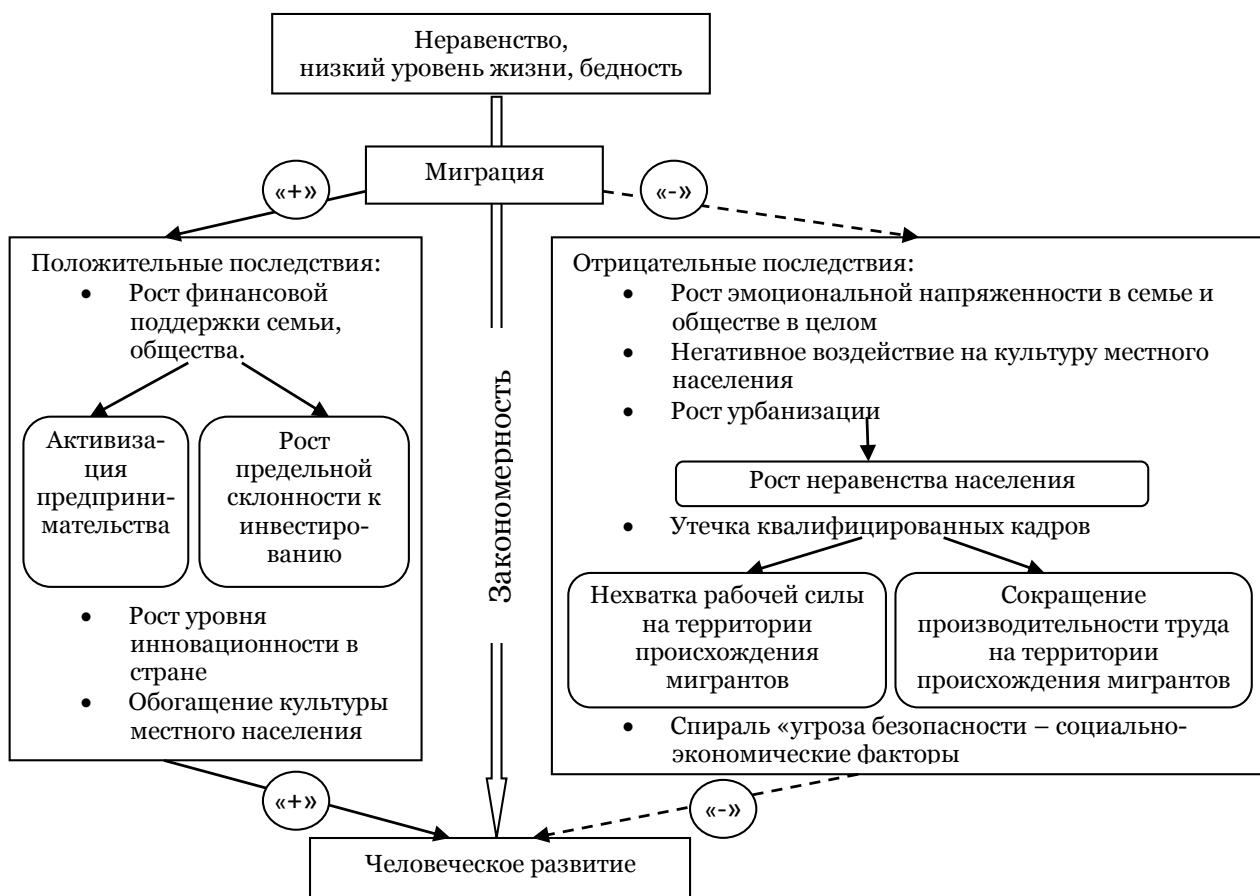 Неравенство,
низкий уровень жизни, бедность
Миграция
«+»
«-»
Положительные последствия:
• Рост финансовой
поддержки семьи,
общества.
Активиза-
ция
предприни-
мательства
Рост
предельной
склонности к
инвестиро-
ванию
• Рост уровня
инновационности в
стране
• Обогащение культуры
местного населения
Закономерность
Отрицательные последствия:
• Рост эмоциональной напряженности в семье и
обществе в целом
• Негативное воздействие на культуру местного
населения
• Рост урбанизации
Рост неравенства населения
• Утечка квалифицированных кадров
Нехватка рабочей силы
на территории
происхождения
мигрантов
Сокращение
производительности труда
на территории
происхождения мигрантов
• Спираль «угроза безопасности – социально-
экономические факторы
«+»
«-»
Человеческое развитие